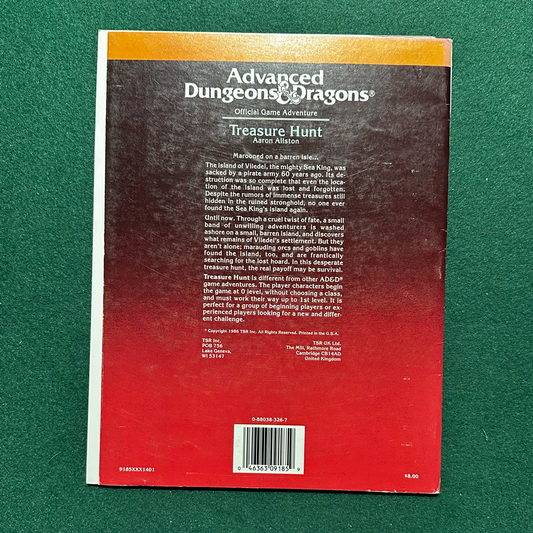 Advanced
Dungeons & Dragons®
Official Game Adventure
Treasure Hunt
Aaron Allston
Marooned on a barren isle...
The island of Viledel, the mighty Sea King, was
sacked by a pirate army 60 years ago. Its de-
struction was so complete that even the loca-
tion of the island was lost and forgotten.
Despite the rumors of immense treasures still
hidden in the ruined stronghold, no one ever
found the Sea King's island again.
Until now. Through a cruel twist of fate, a small
band of unwilling adventurers is washed
ashore on a small, barren island, and discovers
what remains of Viledel's settlement. But they
aren't alone; marauding orcs and goblins have
found the island, too, and are frantically
searching for the lost hoard. In this desperate
treasure hunt, the real payoff may be survival.
Treasure Hunt is different from other AD&D®
game adventures. The player characters begin
the game at 0 level, without choosing a class,
and must work their way up to 1st level. It is
perfect for a group of beginning players or ex-
perienced players looking for a new and differ-
ent challenge.
© Copyright 1986 TSR Inc. All Rights Reserved. Printed in the U.S.A.
TSR Inc.
POB 756
Lake Geneva,
WI 53147
TSR UK Ltd.
The Mill, Rathmore Road
Cambridge CB14AD
United Kingdom
0-88038-326-7
0 46363 09185 9
9185XXX1401
$8.00